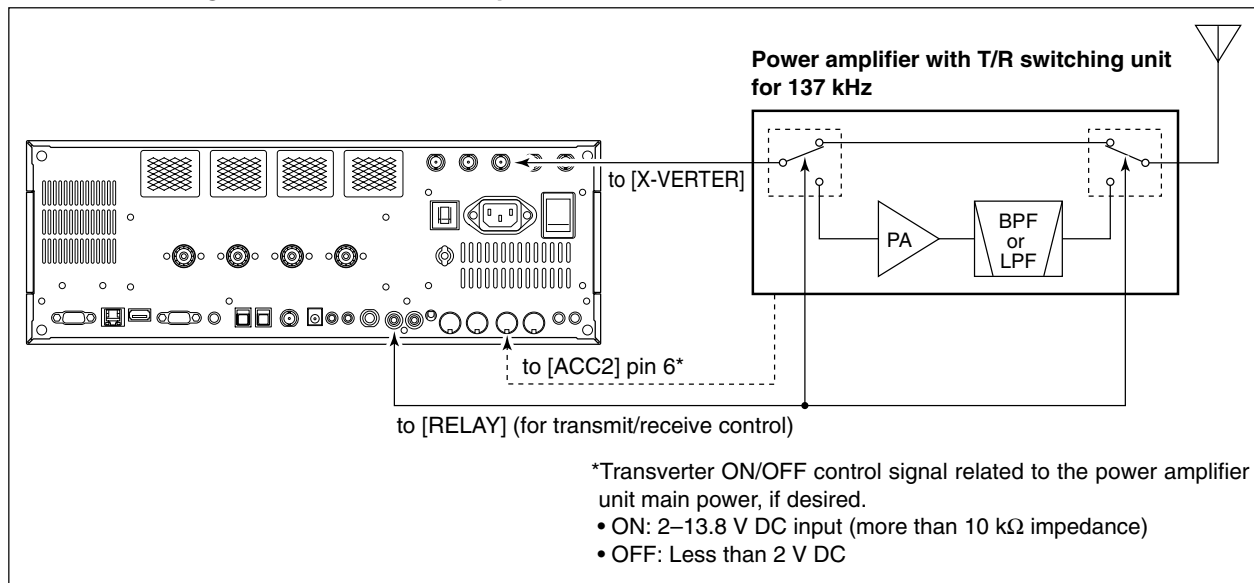 Power amplifier with T/R switching unit
for 137 kHz
to [X-VERTER]
PA
BPF
or
LPF
to [ACC2] pin 6*
to [RELAY] (for transmit/receive control)
*Transverter ON/OFF control signal related to the power amplifier
unit main power, if desired.
• ON: 2–13.8 V DC input (more than 10 kΩ impedance)
• OFF: Less than 2 V DC